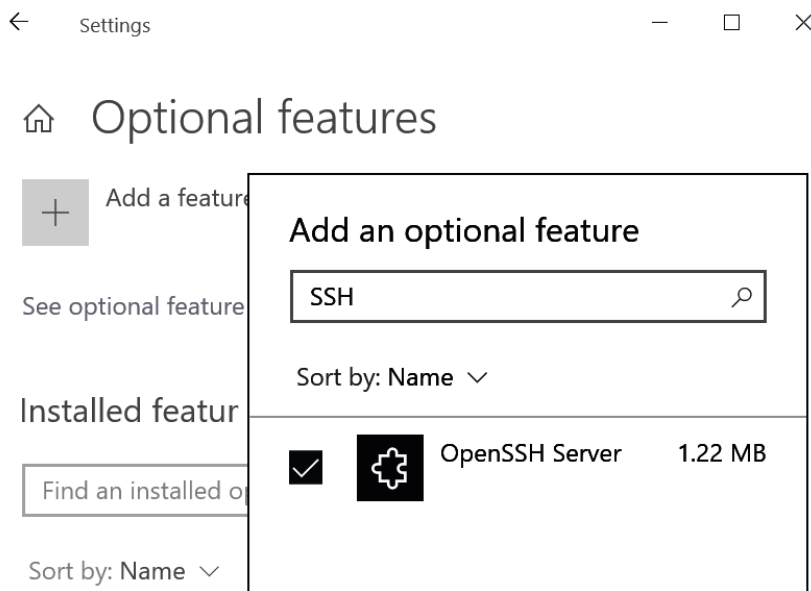 Settings
Optional features
Add a feature
See optional feature
Installed featur
Find an installed
Sort by: Name
Add an optional feature
SSH
Sort by: Name
OpenSSH Server 1.22 MB